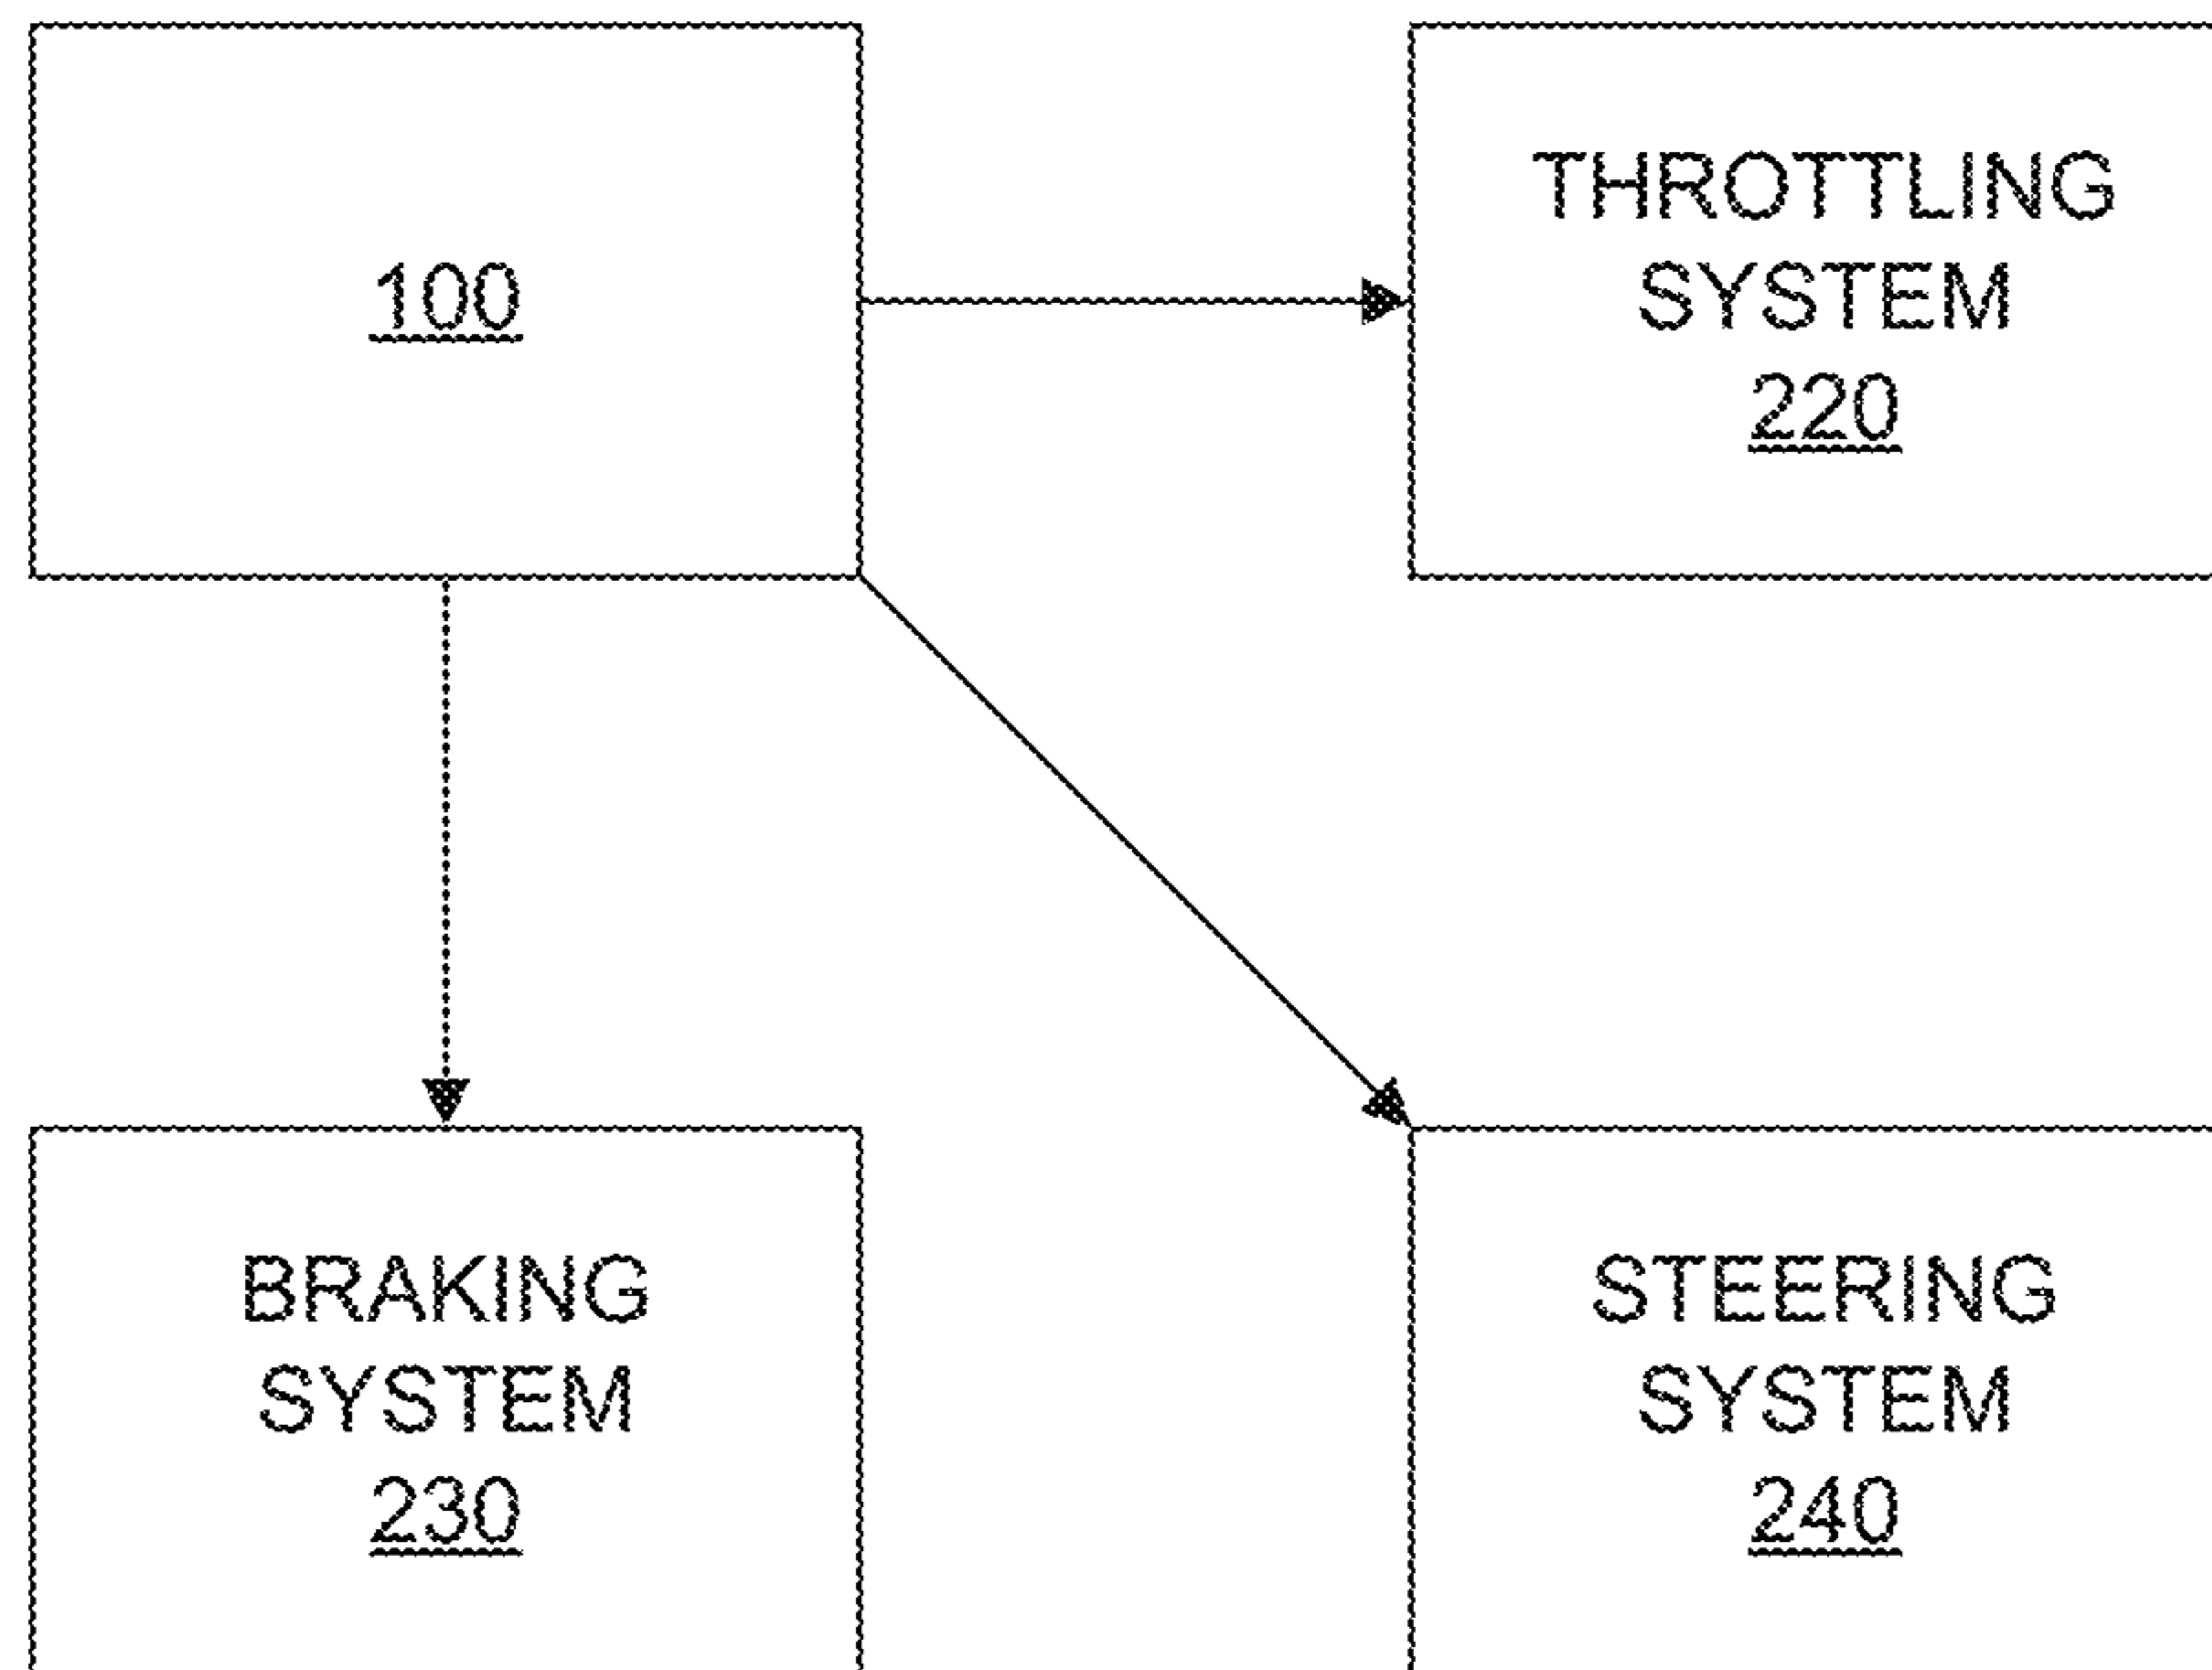 100
THROTTLING
SYSTEM
220
BRAKING
SYSTEM
230
STEERING
SYSTEM
240